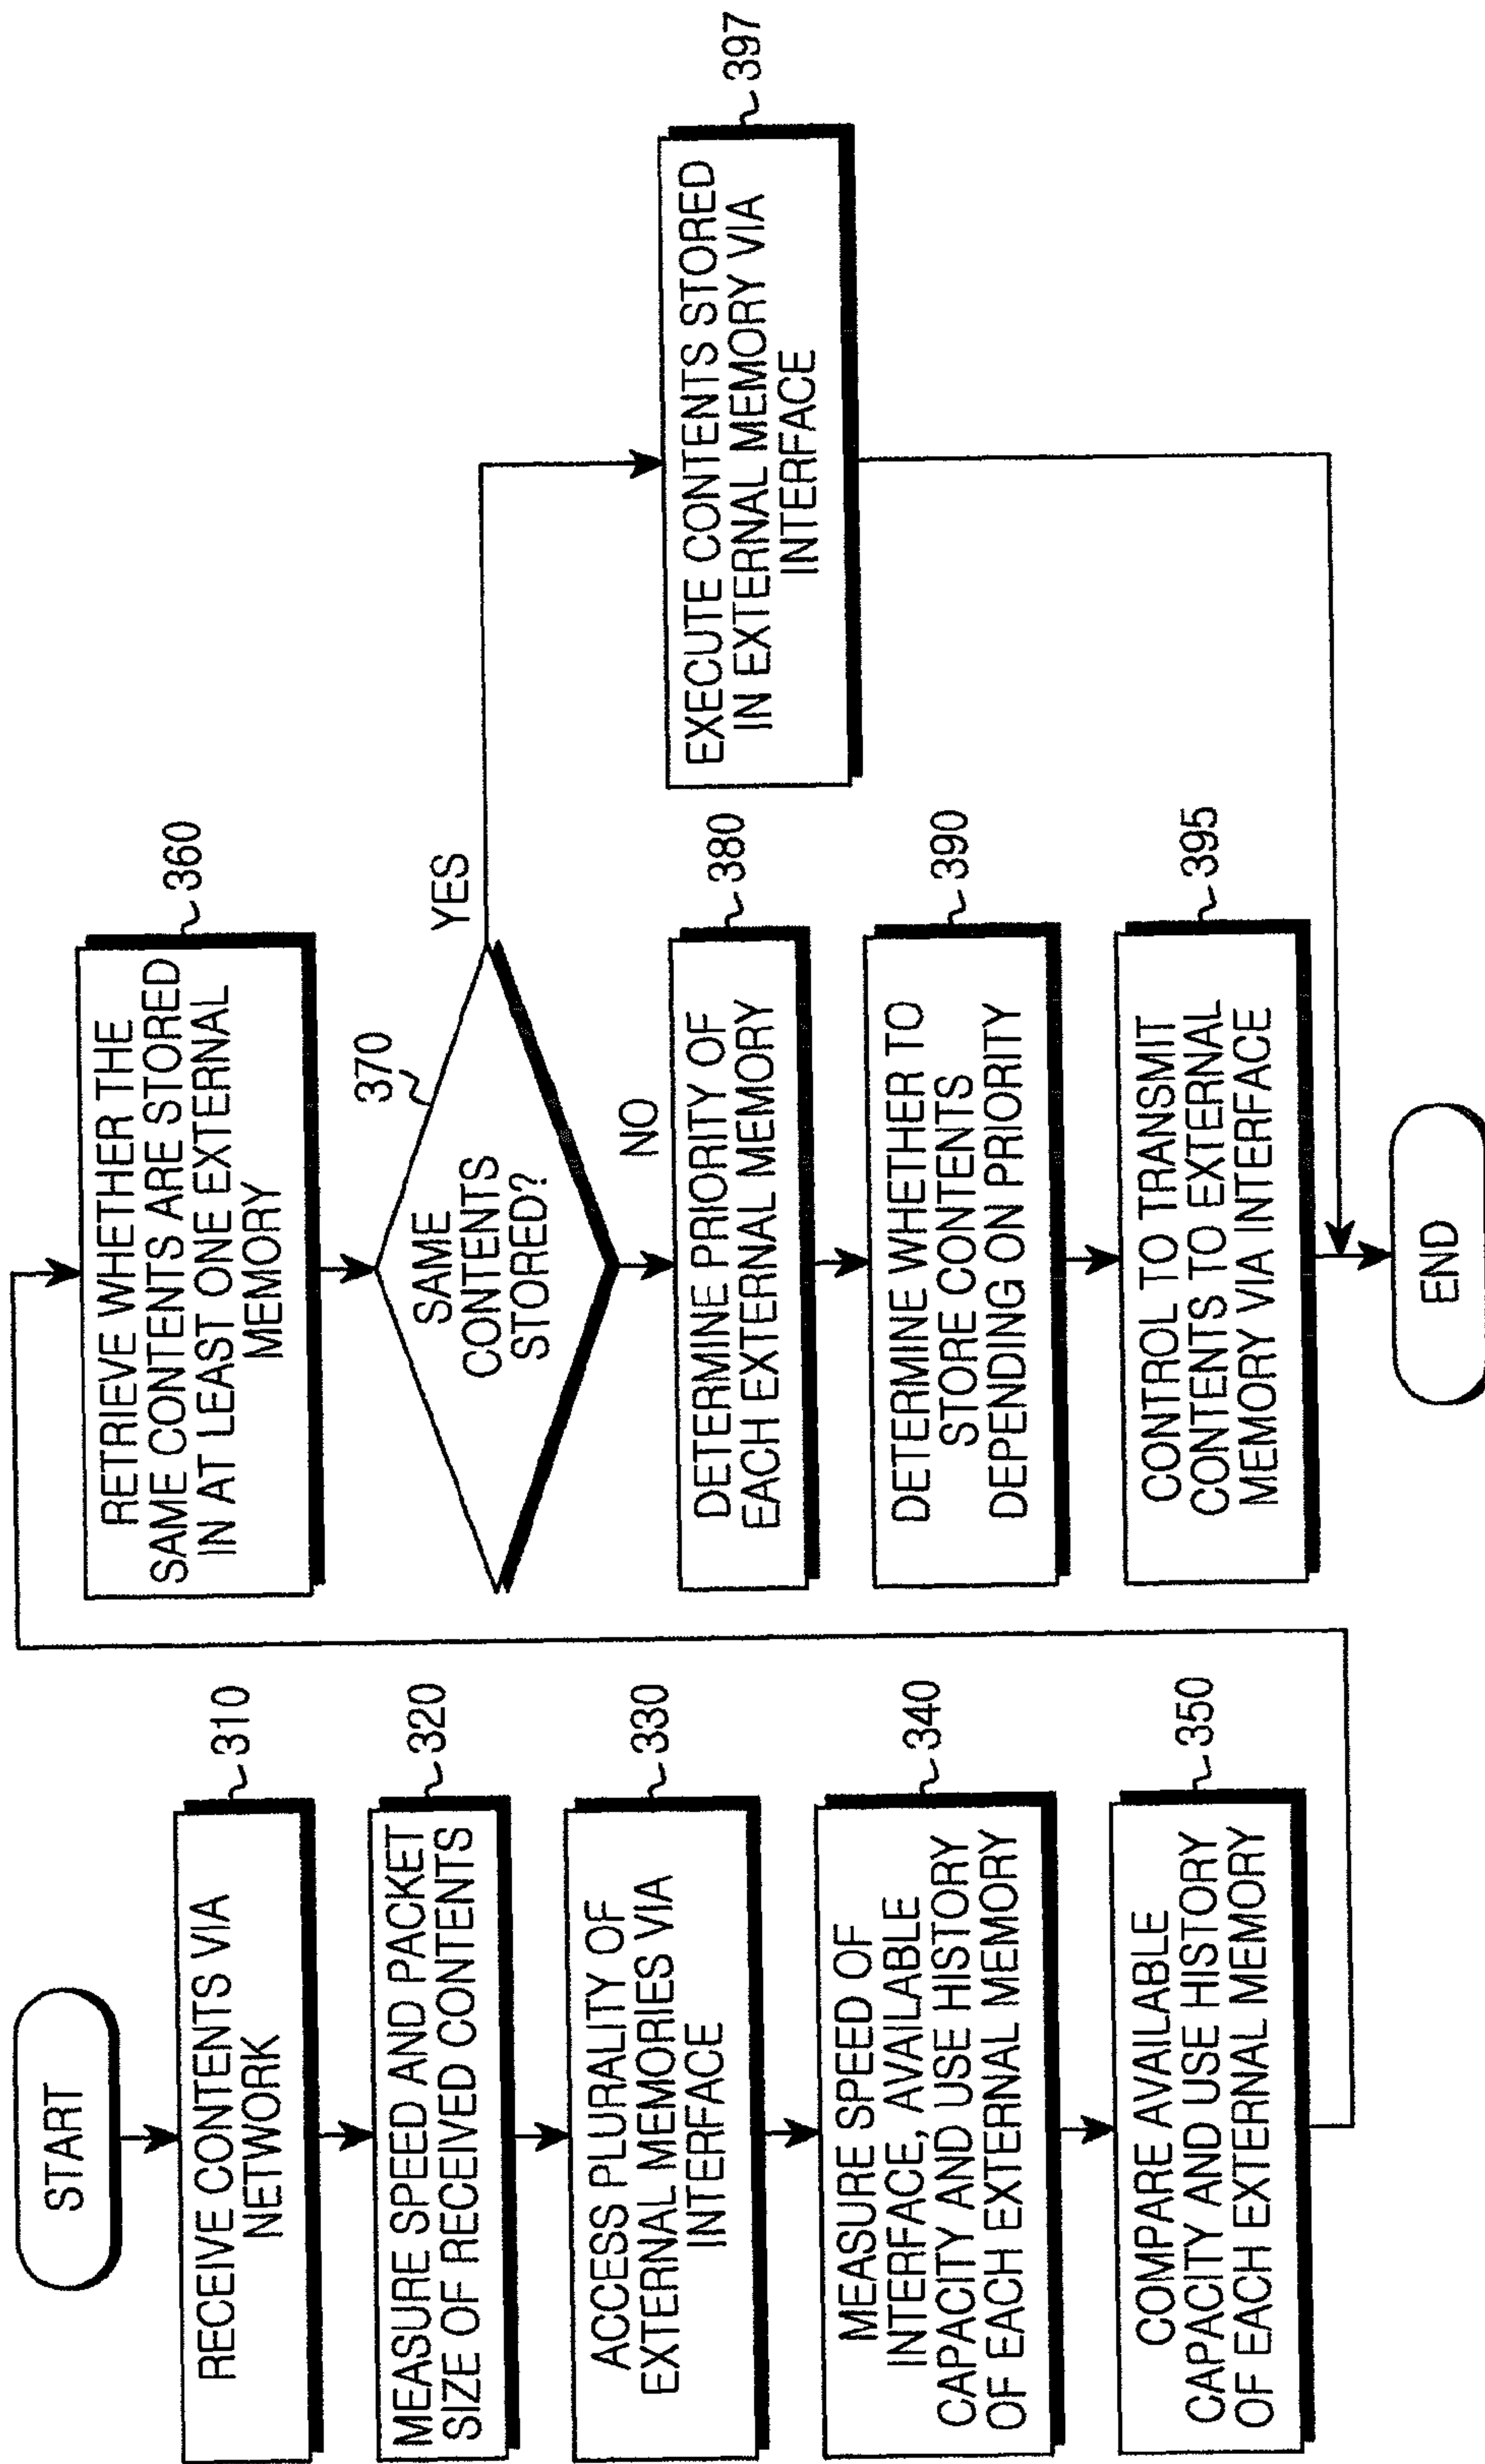 START
RECEIVE CONTENTS VIA
NETWORK
310
MEASURE SPEED AND PACKET
SIZE OF RECEIVED CONTENTS
320
ACCESS PLURALITY OF
EXTERNAL MEMORIES VIA
INTERFACE
330
MEASURE SPEED OF
INTERFACE, AVAILABLE
CAPACITY AND USE HISTORY
OF EACH EXTERNAL MEMORY
340
COMPARE AVAILABLE
CAPACITY AND USE HISTORY
OF EACH EXTERNAL MEMORY
350
RETRIEVE WHETHER THE
SAME CONTENTS ARE STORED
IN AT LEAST ONE EXTERNAL
MEMORY
360
370
SAME
CONTENTS
STORED?
YES
NO
DETERMINE PRIORITY OF
EACH EXTERNAL MEMORY
380
DETERMINE WHETHER TO
STORE CONTENTS
DEPENDING ON PRIORITY
390
CONTROL TO TRANSMIT
CONTENTS TO EXTERNAL
MEMORY VIA INTERFACE
395
EXECUTE CONTENTS STORED
IN EXTERNAL MEMORY VIA
INTERFACE
397
END